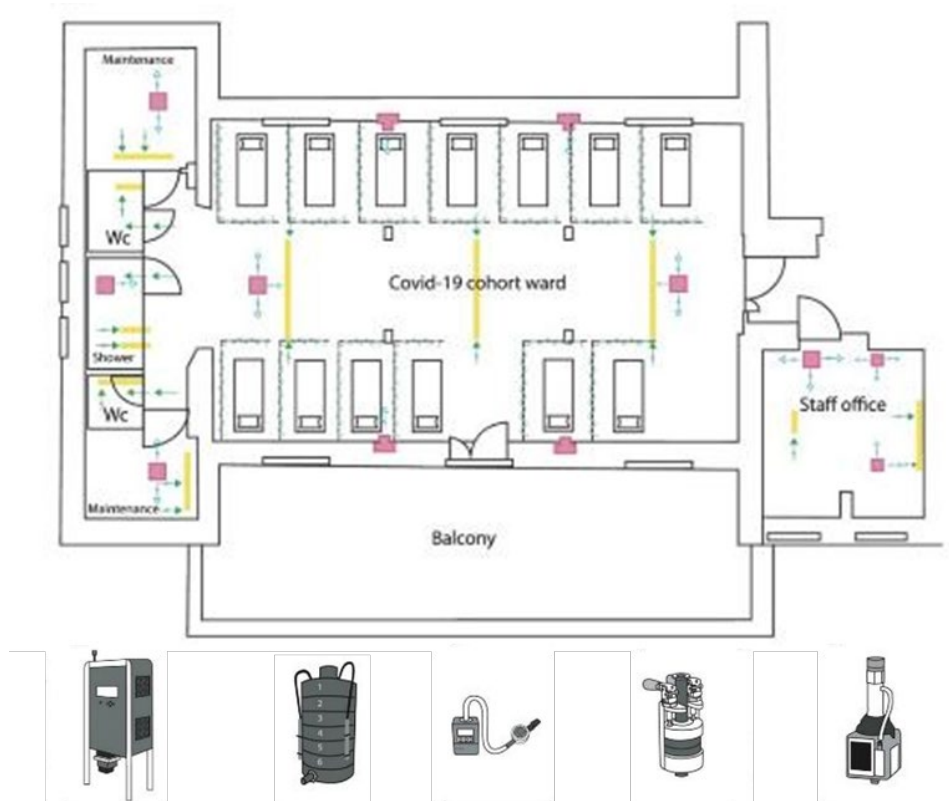 Maintenance
Wc
Covid-19 cohort ward
Shower
Wc
Staff office
Maintenance
Balcony
1
2
3
4
5
6